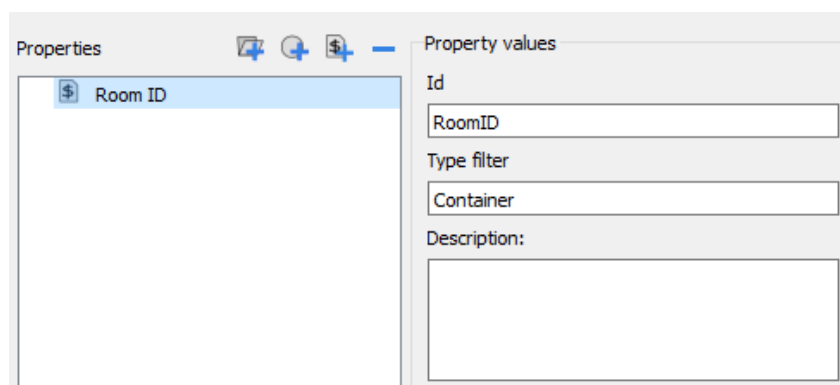 Properties
Room ID
Property values
Id
RoomID
Type filter
Container
Description: